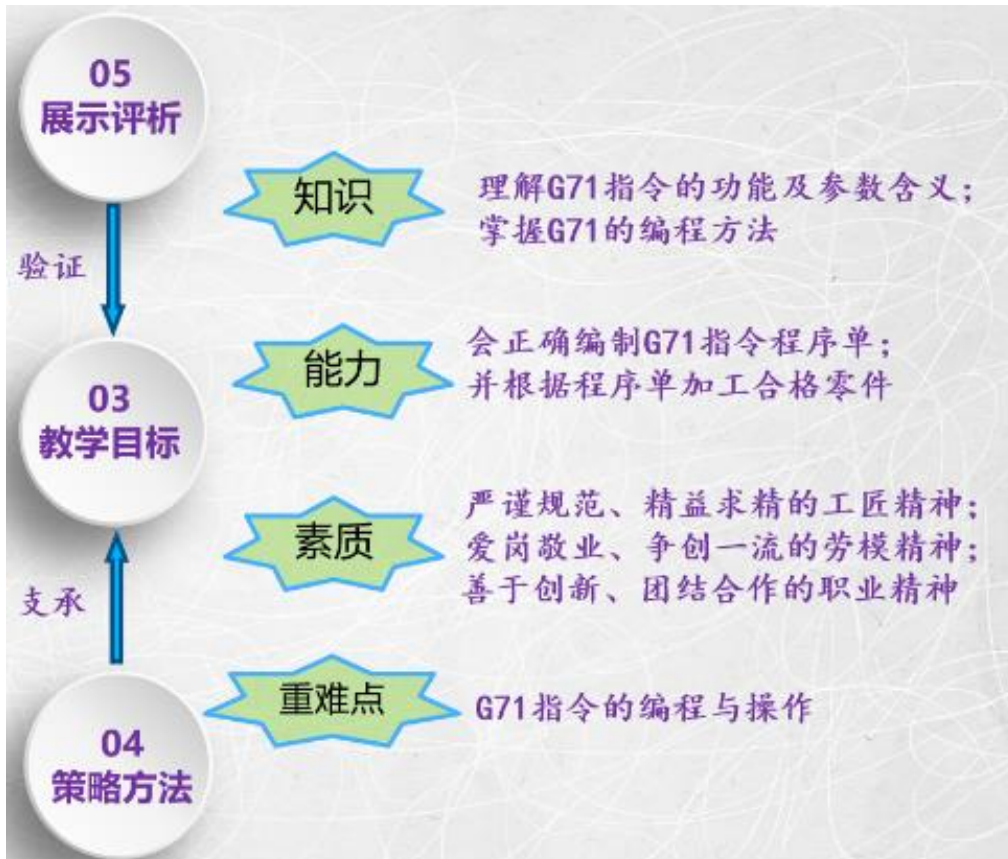 05
展示评析
验证
03
教学目标
支承
04
策略方法
知识
理解G71指令的功能及参数含义;
掌握G71的编程方法
能力
会正确编制G71指令程序单;
并根据程序单加工合格零件
素质
严谨规范、精益求精的工匠精神;
爱岗敬业、争创一流的劳模精神;
善于创新、团结合作的职业精神
重难点
G71指令的编程与操作